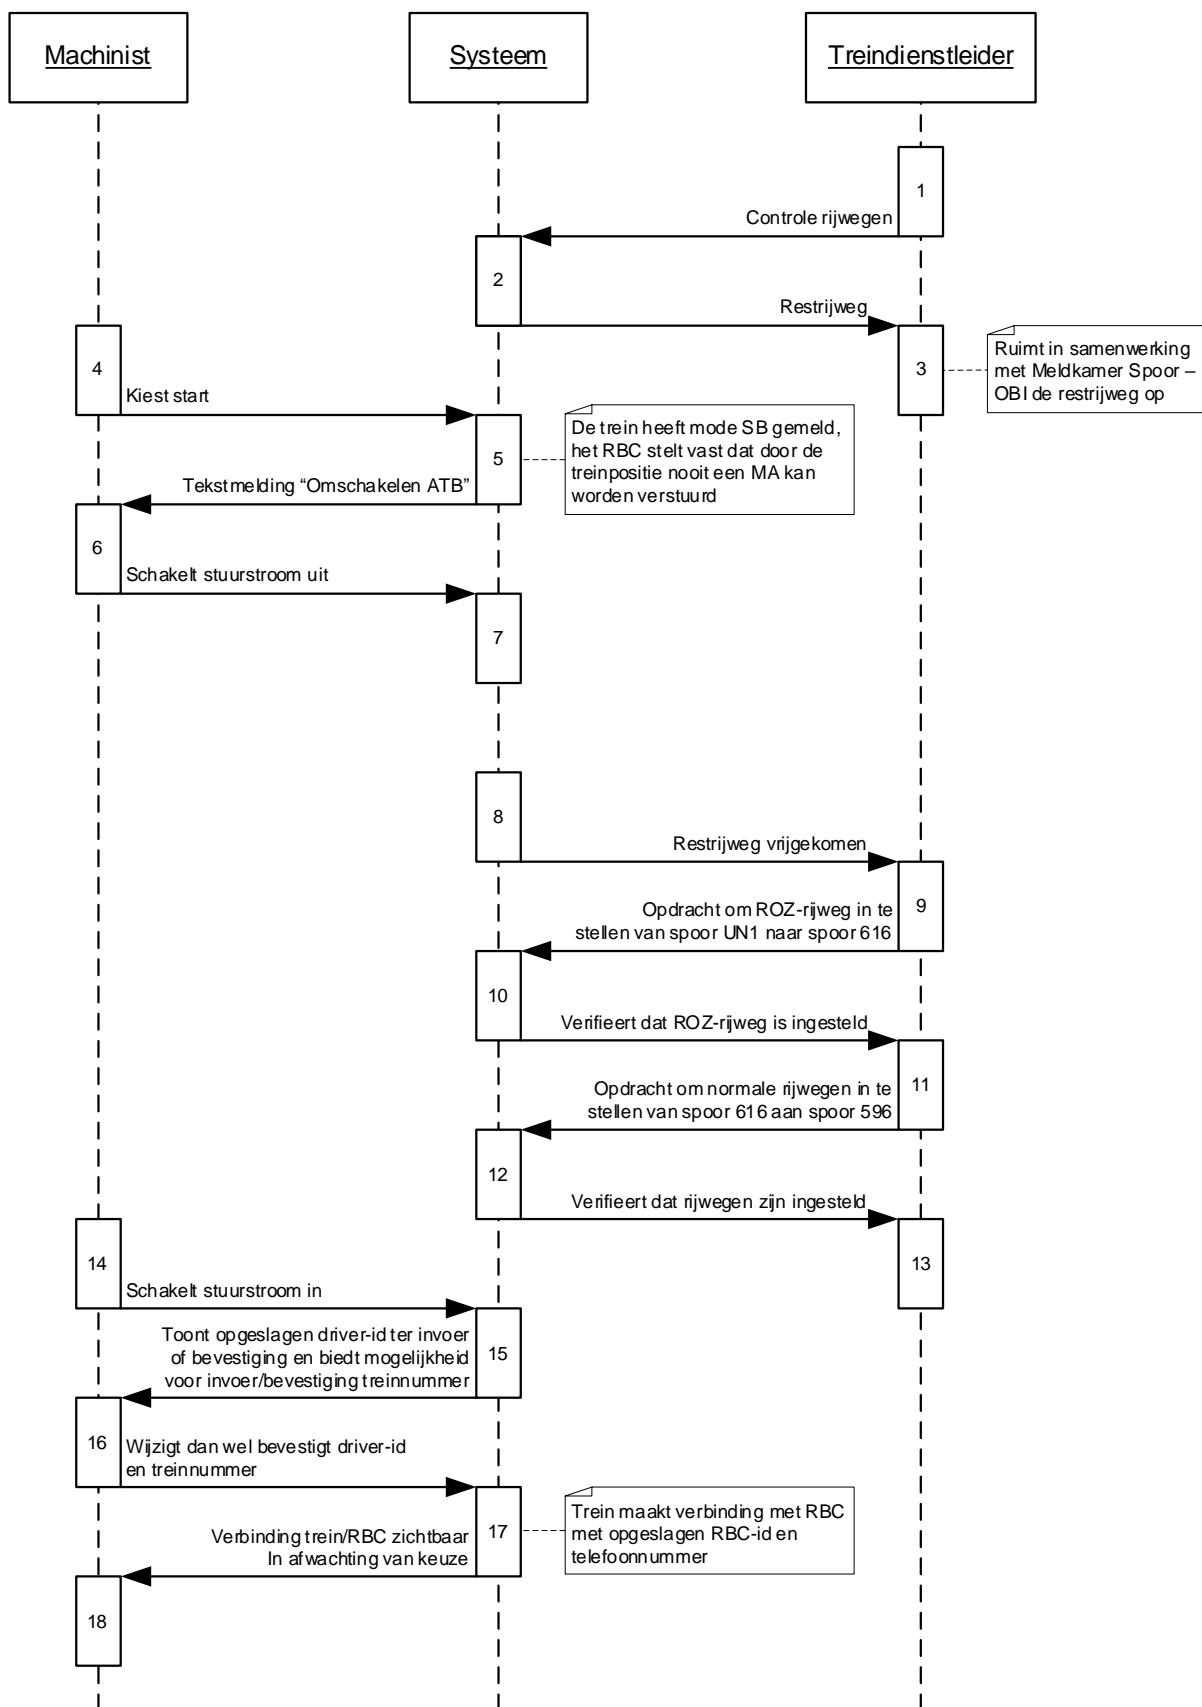 Machinist
Systeem
Treindienstleider
1
Controle rijwegen
2
Restrijweg
4
3
Ruimt in samenwerking
met Meldkamer Spoor –
OBI de restrijweg op
Kiest start
5
De trein heeft mode SB gemeld,
het RBC stelt vast dat door de
treinpositie nooit een MA kan
worden verstuurd
Tekstmelding “Omschakelen ATB”
6
Schakelt stuurstroom uit
7
8
Restrijweg vrijgekomen
9
Opdracht om ROZ-rijweg in te
stellen van spoor UN1 naar spoor 616
10
Verifieert dat ROZ-rijweg is ingesteld
11
Opdracht om normale rijwegen in te
stellen van spoor 616 aan spoor 596
12
Verifieert dat rijwegen zijn ingesteld
14
13
Schakelt stuurstroom in
15
Toont opgeslagen driver-id ter invoer
of bevestiging en biedt mogelijkheid
voor invoer/bevestiging treinnummer
16
Wijzigt dan wel bevestigt driver-id
en treinnummer
17
Trein maakt verbinding met RBC
met opgeslagen RBC-id en
telefoonnummer
Verbinding trein/RBC zichtbaar
In afwachting van keuze
18